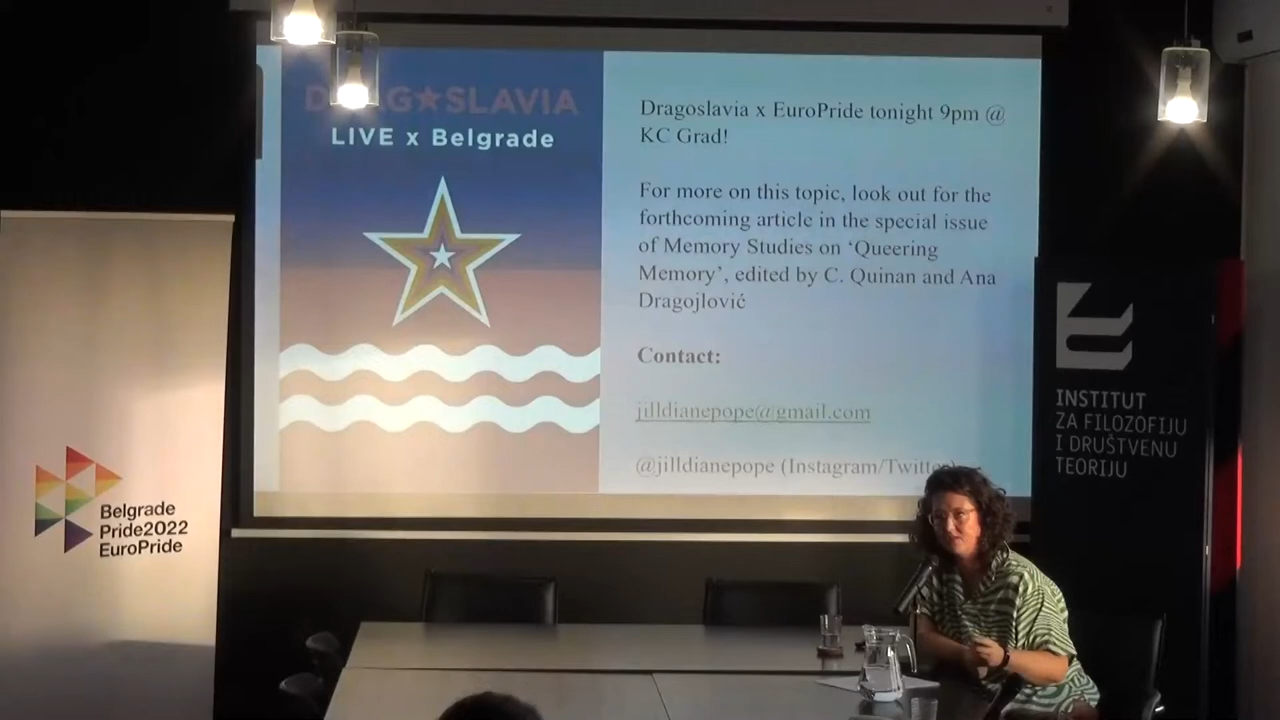 DRAG★SLAVIA
LIVE x Belgrade
Dragoslavia x EuroPride tonight 9pm @
KC Grad!
For more on this topic, look out for the
forthcoming article in the special issue
of Memory Studies on ‘Queering
Memory’, edited by C. Quinan and Ana
Dragojlović
Contact:
jilldianepope@gmail.com
@jilldianepope (Instagram/Twitter)
Belgrade
Pride2022
EuroPride
INSTITUT
ZA FILOZOFIJU
I DRUŠTVENU
TEORIJU